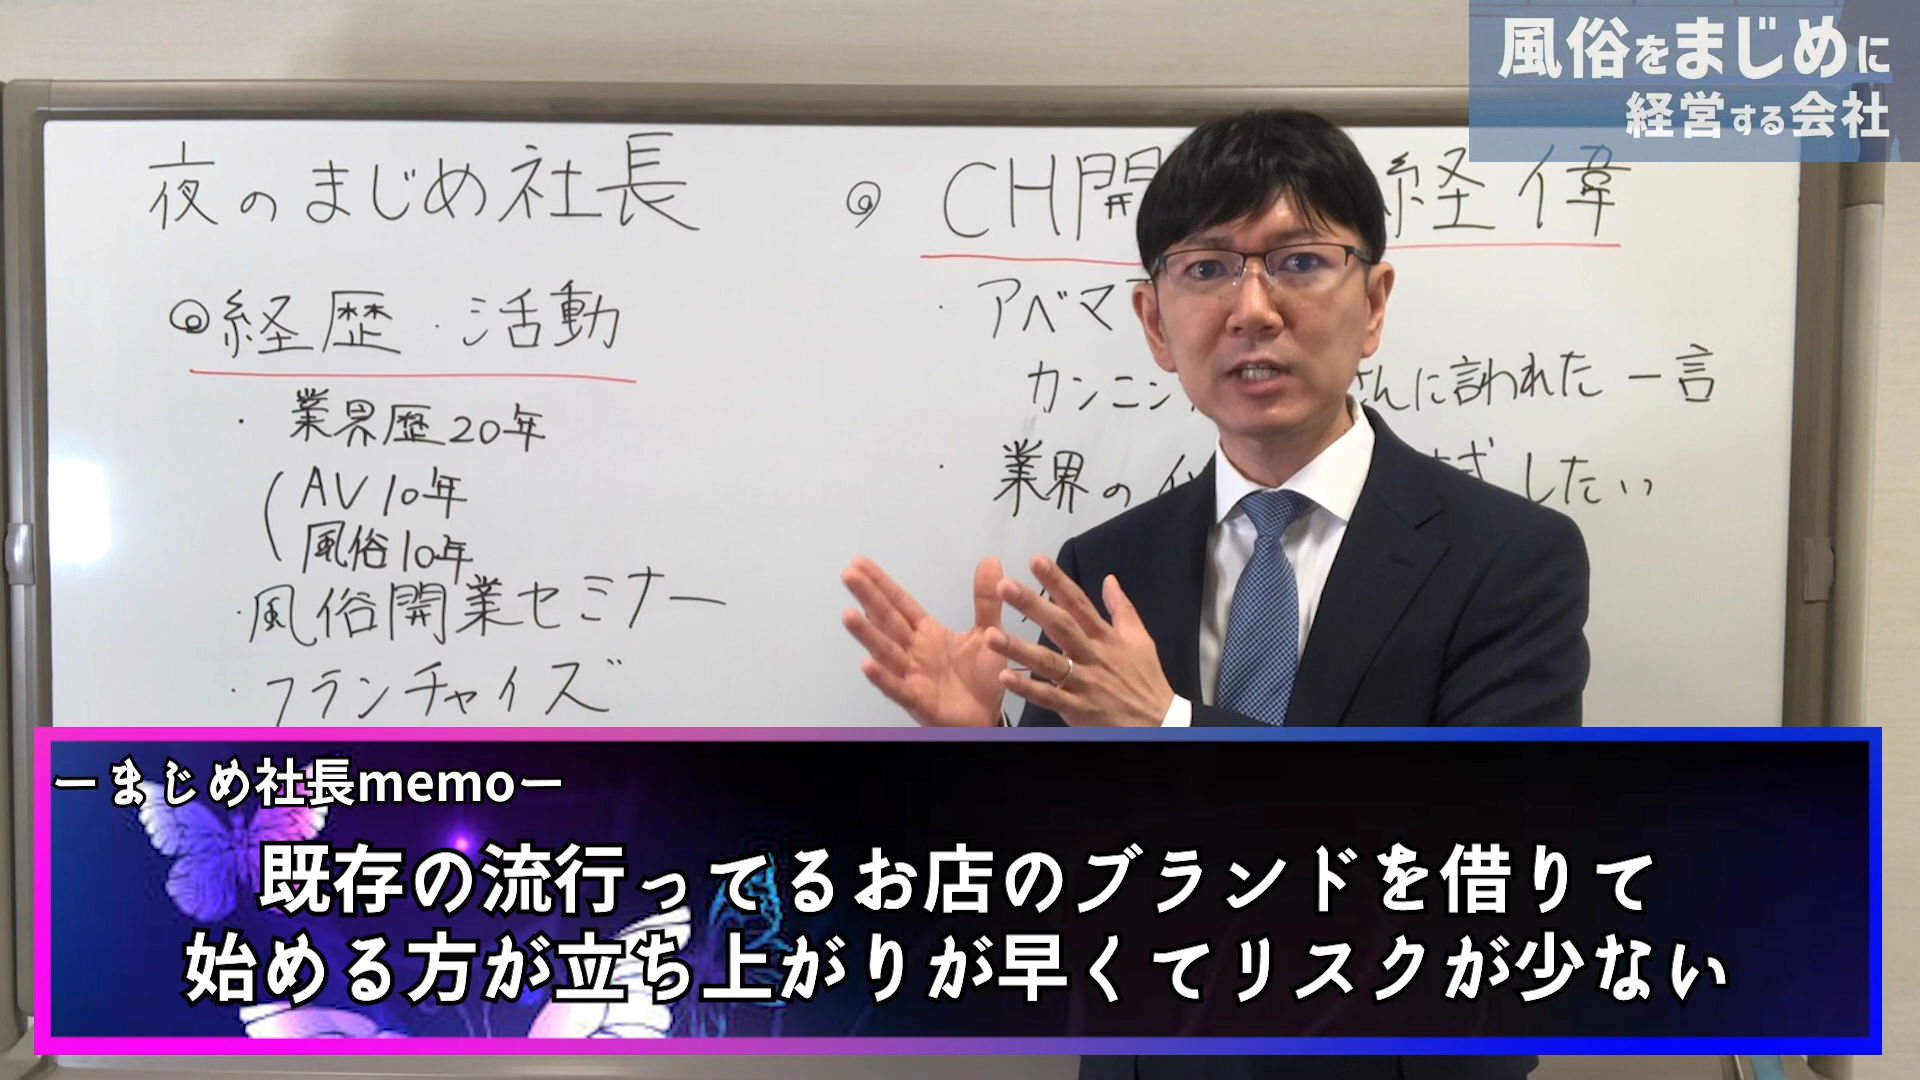 風俗をまじめに
経営する会社
夜のまじめ社長
◎経歴・活動
・業界歴20年
(AV10年
風俗10年
・風俗開業セミナー
・フランチャイズ
◎ CH開 経偉
・アベマ
カンニン さんに言われた一言
・業界の したい
ーまじめ社長memoー
既存の流行ってるお店のブランドを借りて
始める方が立ち上がりが早くてリスクが少ない